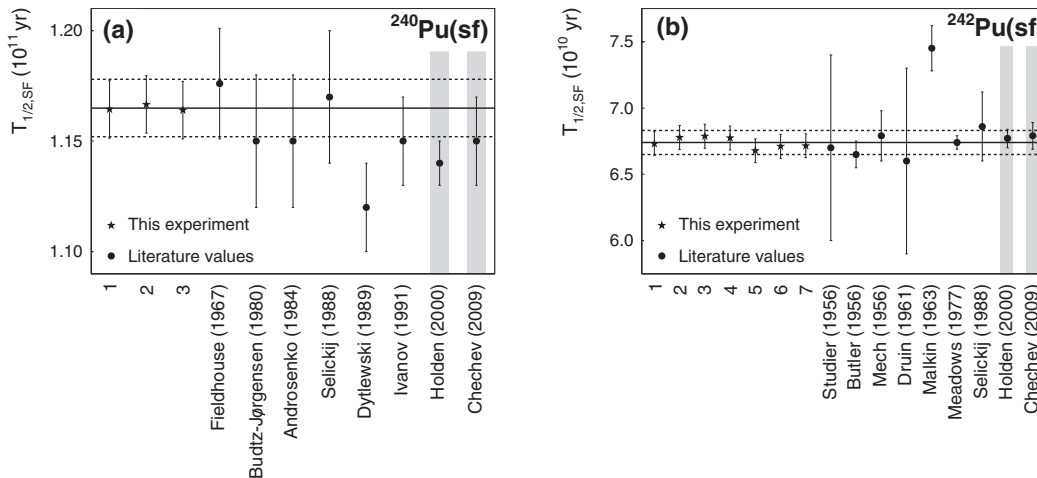 (a)
²⁴⁰Pu(sf)
T1/2,SF (10¹¹ yr)
1.20
1.15
1.10
This experiment
Literature values
1
2
3
Fieldhouse (1967)
Budtz-Jørgensen (1980)
Androsenko (1984)
Selickij (1988)
Dytlewski (1989)
Ivanov (1991)
Holden (2000)
Chechev (2009)
(b)
²⁴²Pu(sf
T1/2,SF (10¹⁰ yr)
7.5
7.0
6.5
6.0
This experiment
Literature values
1
2
3
4
5
6
7
Studier (1956)
Butler (1956)
Mech (1956)
Druin (1961)
Malkin (1963)
Meadows (1977)
Selickij (1988)
Holden (2000)
Chechev (2009)